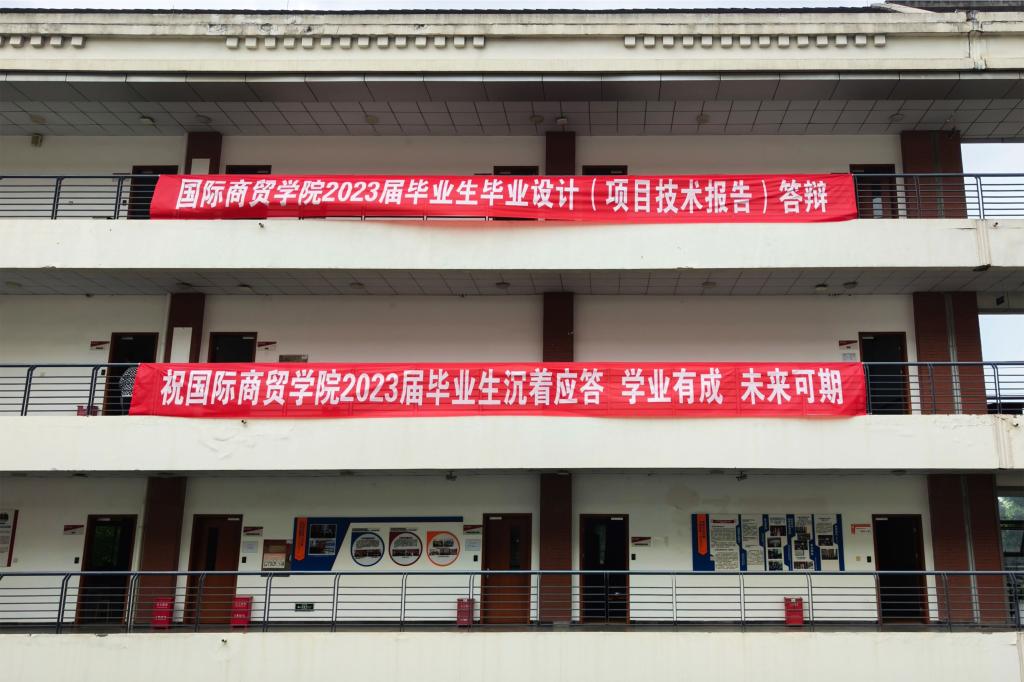 国际商贸学院2023届毕业生毕业设计（项目技术报告）答辩
祝国际商贸学院2023届毕业生沉着应答 学业有成 未来可期